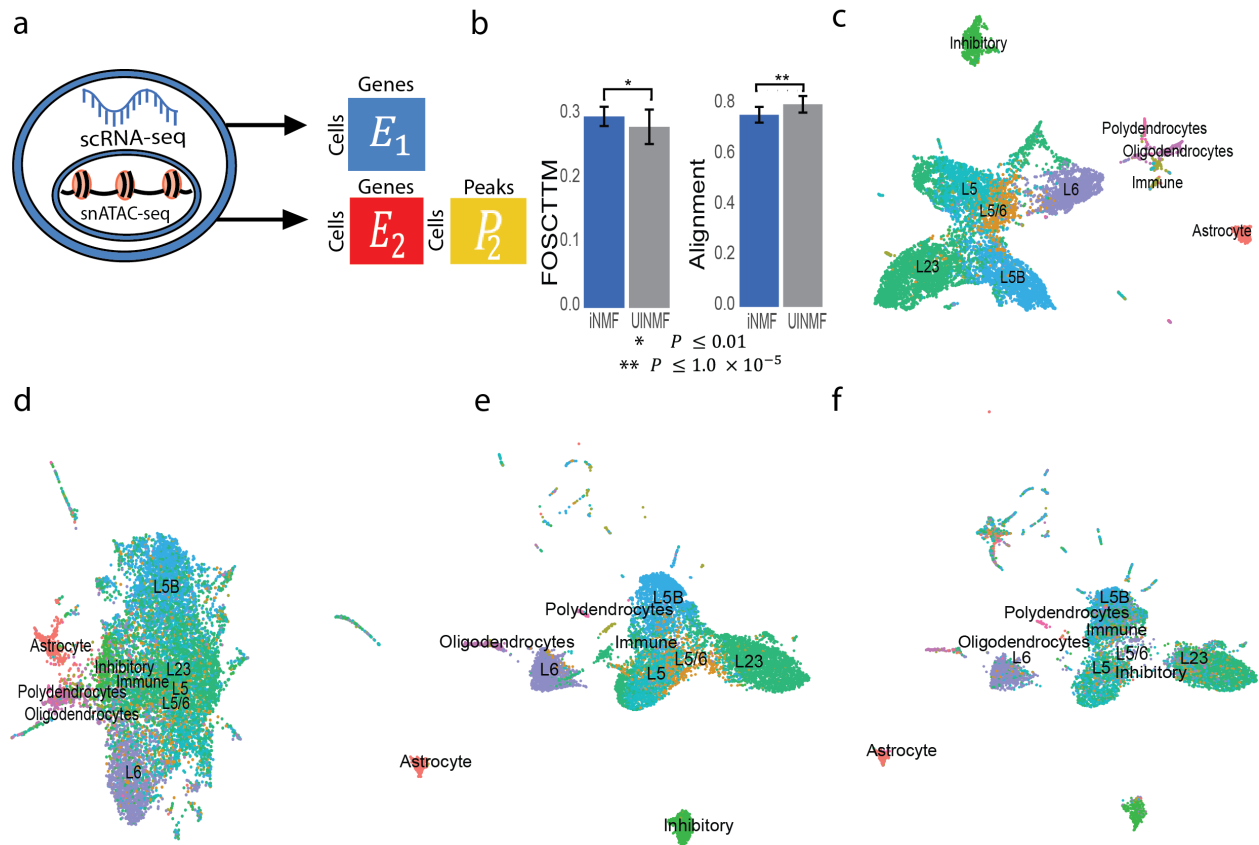 a
scRNA-seq
snATAC-seq
Genes
Cells
E1
Genes
Peaks
Cells
E2
Cells
P2
b
*
FOSCTTM
0.3
0.2
0.1
0.0
iNMF
UINMF
**
Alignment
0.8
0.6
0.4
0.2
0.0
iNMF
UINMF
* P ≤ 0.01
** P ≤ 1.0 × 10⁻⁵
c
Inhibitory
Polydendrocytes
Oligodendrocytes
Immune
L5
L6
L5/6
Astrocyte
L23
L5B
d
L5B
Astrocyte
Inhibitory
L23
Immune
L5
Polydendrocytes
L5/6
Oligodendrocytes
L6
e
L5B
Polydendrocytes
Oligodendrocytes
Immune
L6
L5
L5/6
L23
Astrocyte
Inhibitory
f
L5B
Polydendrocytes
Immune
Oligodendrocytes
L6
L5/6
L23
L5
Inhibitory
Astrocyte